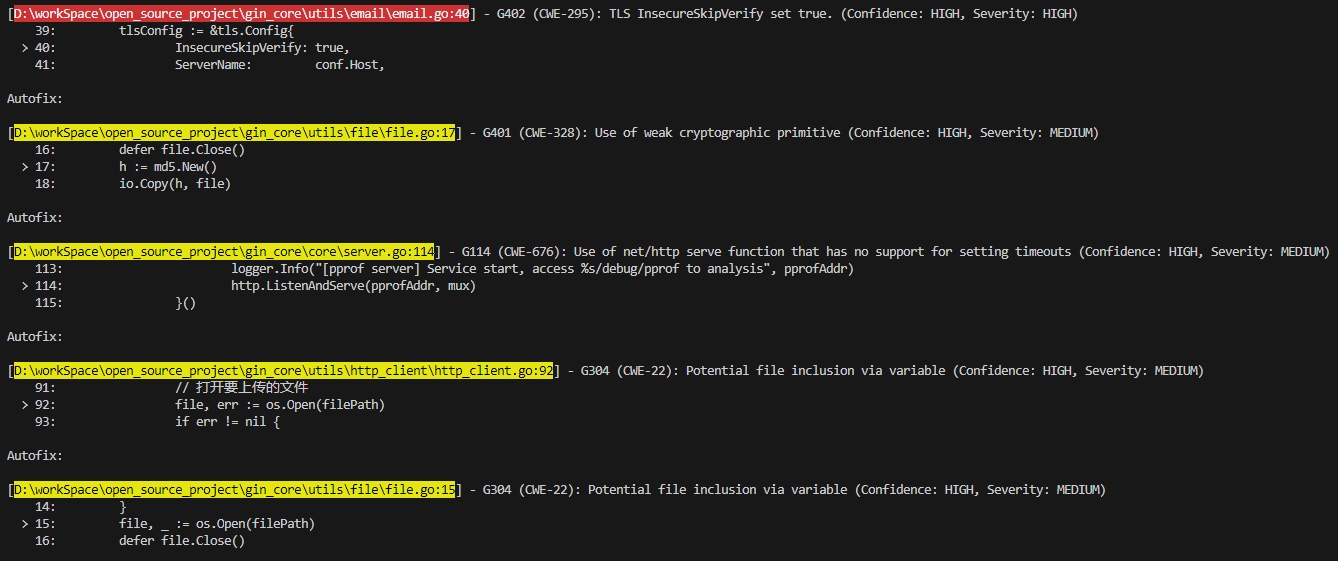 [D:\workSpace\open_source_project\gin_core\utils\email\email.go:40] - G402 (CWE-295): TLS InsecureSkipVerify set true. (Confidence: HIGH, Severity: HIGH)
39: tlsConfig := &tls.Config{
> 40: InsecureSkipVerify: true,
41: ServerName: conf.Host,
Autofix:
[D:\workSpace\open_source_project\gin_core\utils\file\file.go:17] - G401 (CWE-328): Use of weak cryptographic primitive (Confidence: HIGH, Severity: MEDIUM)
16: defer file.Close()
> 17: h := md5.New()
18: io.Copy(h, file)
Autofix:
[D:\workSpace\open_source_project\gin_core\core\server.go:114] - G114 (CWE-676): Use of net/http serve function that has no support for setting timeouts (Confidence: HIGH, Severity: MEDIUM)
113: logger.Info("[pprof server] Service start, access %s/debug/pprof to analysis", pprofAddr)
> 114: http.ListenAndServe(pprofAddr, mux)
115: }()
Autofix:
[D:\workSpace\open_source_project\gin_core\utils\http_client\http_client.go:92] - G304 (CWE-22): Potential file inclusion via variable (Confidence: HIGH, Severity: MEDIUM)
91: // 打开要上传的文件
> 92: file, err := os.Open(filePath)
93: if err != nil {
Autofix:
[D:\workSpace\open_source_project\gin_core\utils\file\file.go:15] - G304 (CWE-22): Potential file inclusion via variable (Confidence: HIGH, Severity: MEDIUM)
14: }
> 15: file, _ := os.Open(filePath)
16: defer file.Close()